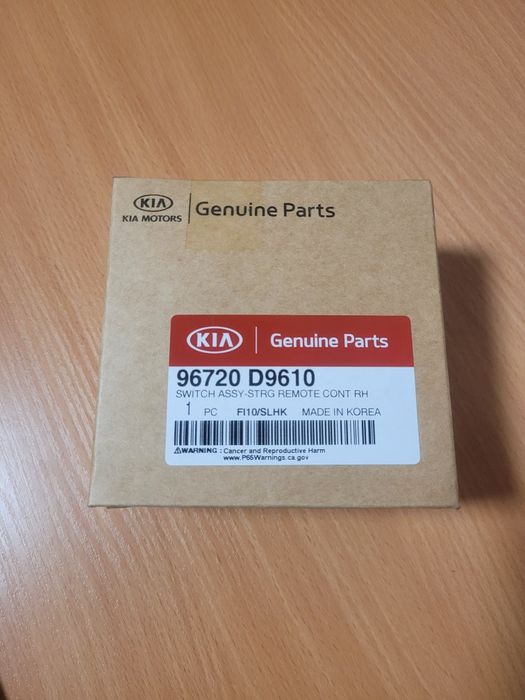 KIA
KIA MOTORS
Genuine Parts
KIA
Genuine Parts
96720 D9610
SWITCH ASSY-STRG REMOTE CONT RH
1 PC FI10/SLHK MADE IN KOREA
⚠WARNING : Cancer and Reproductive Harm
www.P65Warnings.ca.gov